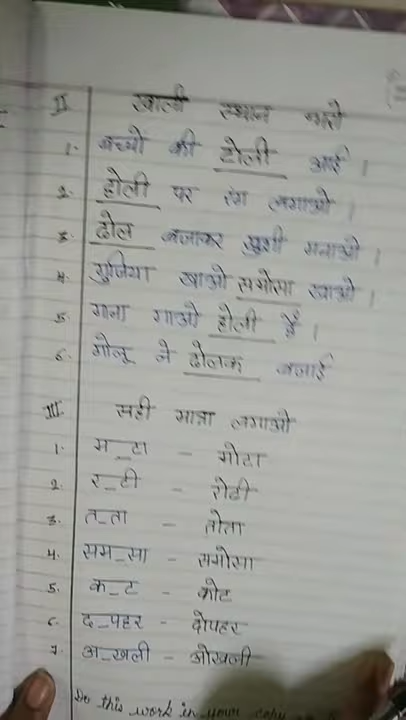 II खाली स्थान भरो
1. बच्चो की टोली आई।
2. होली पर रंग लगाओ।
3. ढोल बजाकर खुशी मनाओ।
4. गुजिया खाओ समोसा खाओ।
5. गाना गाओ होली है।
6. गोलू ने ढोलक बजाई
III सही मात्रा लगाओ
1. म_टा - मोटा
2. र_टी - रोटी
3. त_ता - तोता
4. सम_सा - समोसा
5. क_ट - कोट
6. द_पहर - दोपहर
7. अ_खली - ओखली
Do this work in your copy